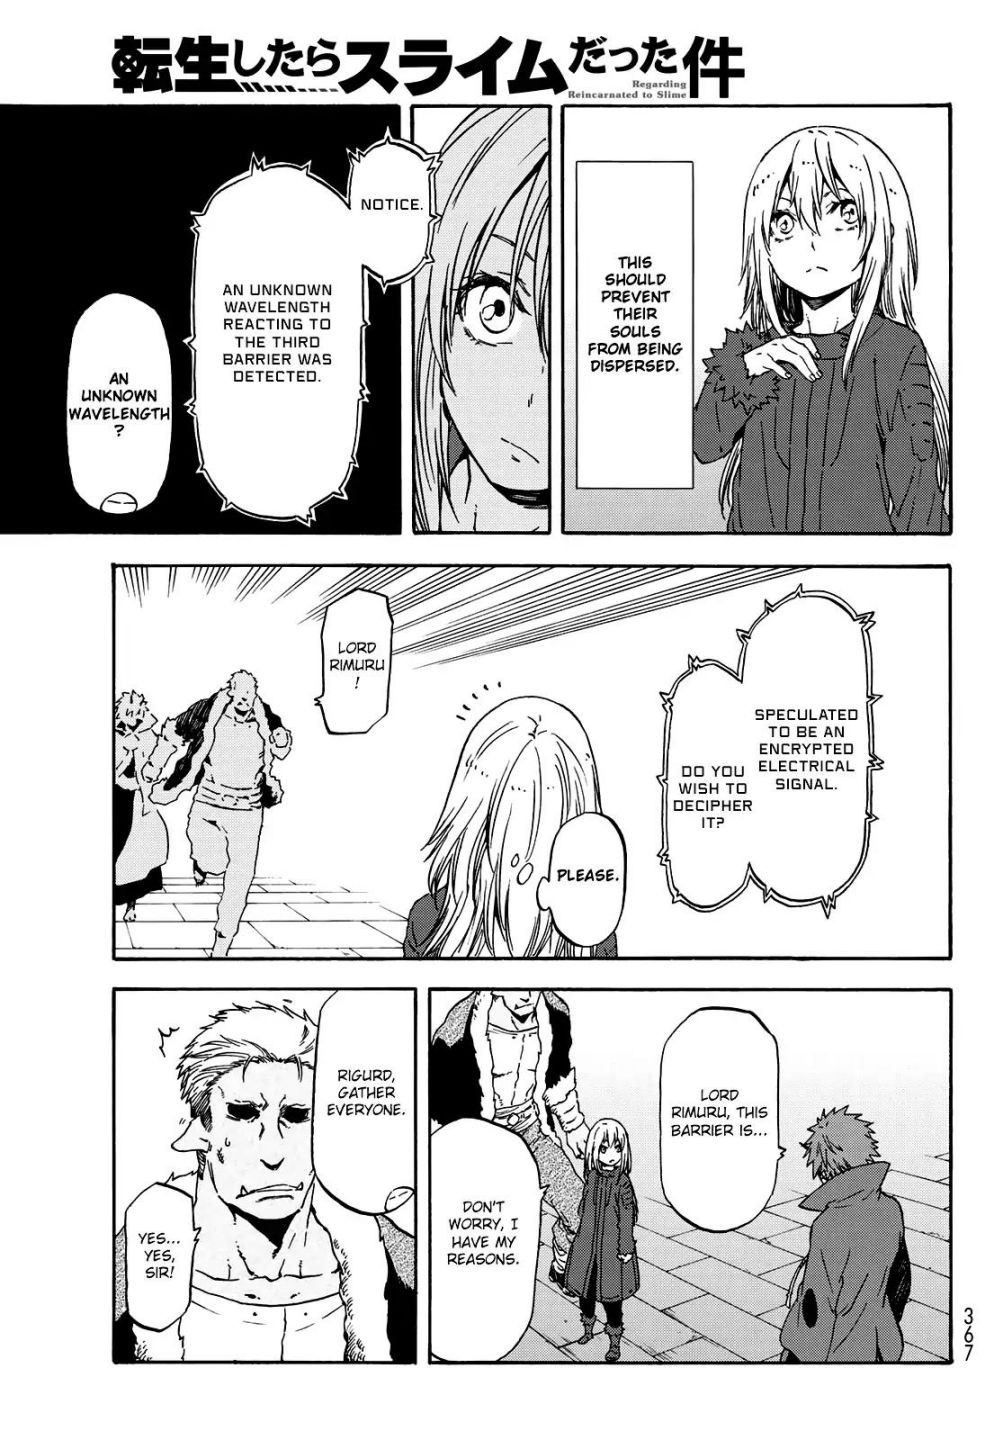 転生したらスライムだった件
Regarding
Reincarnated to Slime
THIS
SHOULD
PREVENT
THEIR
SOULS
FROM BEING
DISPERSED.
NOTICE.
AN UNKNOWN
WAVELENGTH
REACTING TO
THE THIRD
BARRIER WAS
DETECTED.
AN
UNKNOWN
WAVELENGTH
?
SPECULATED
TO BE AN
ENCRYPTED
ELECTRICAL
SIGNAL.
DO YOU
WISH TO
DECIPHER
IT?
PLEASE.
LORD
RIMURU
!
LORD
RIMURU, THIS
BARRIER IS...
DON'T
WORRY, I
HAVE MY
REASONS.
RIGURD,
GATHER
EVERYONE.
YES...
YES,
SIR!
367